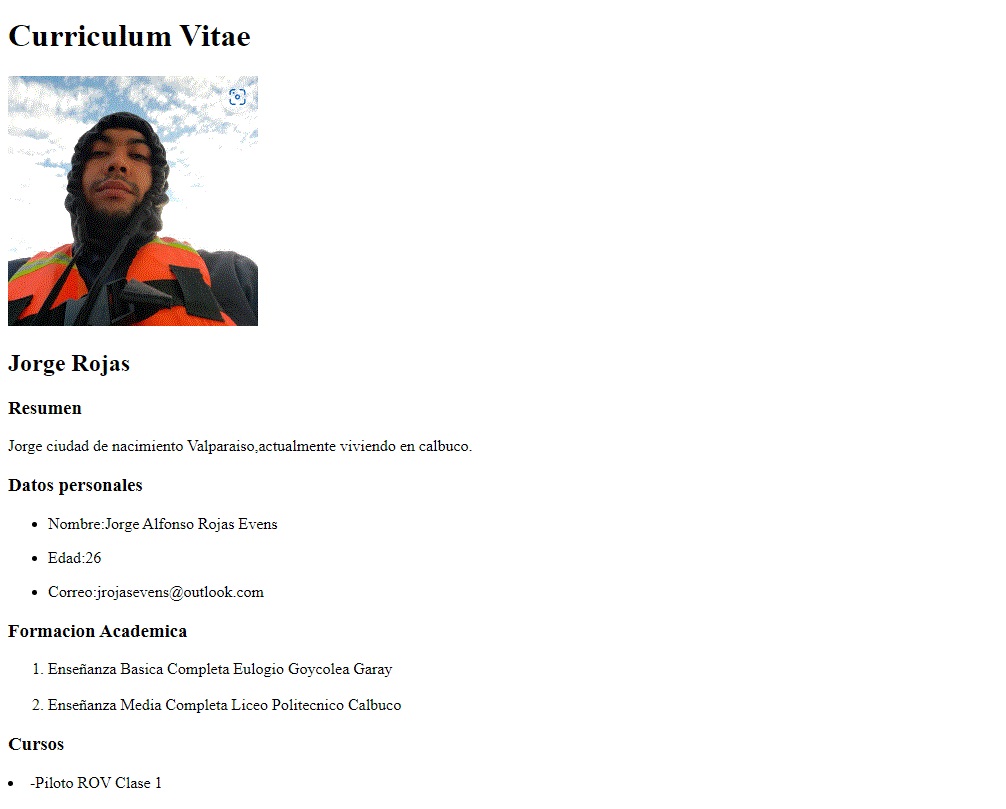 Curriculum Vitae
Jorge Rojas
Resumen
Jorge ciudad de nacimiento Valparaiso,actualmente viviendo en calbuco.
Datos personales
• Nombre:Jorge Alfonso Rojas Evens
• Edad:26
• Correo:jrojasevens@outlook.com
Formacion Academica
1. Enseñanza Basica Completa Eulogio Goycolea Garay
2. Enseñanza Media Completa Liceo Politecnico Calbuco
Cursos
• -Piloto ROV Clase 1